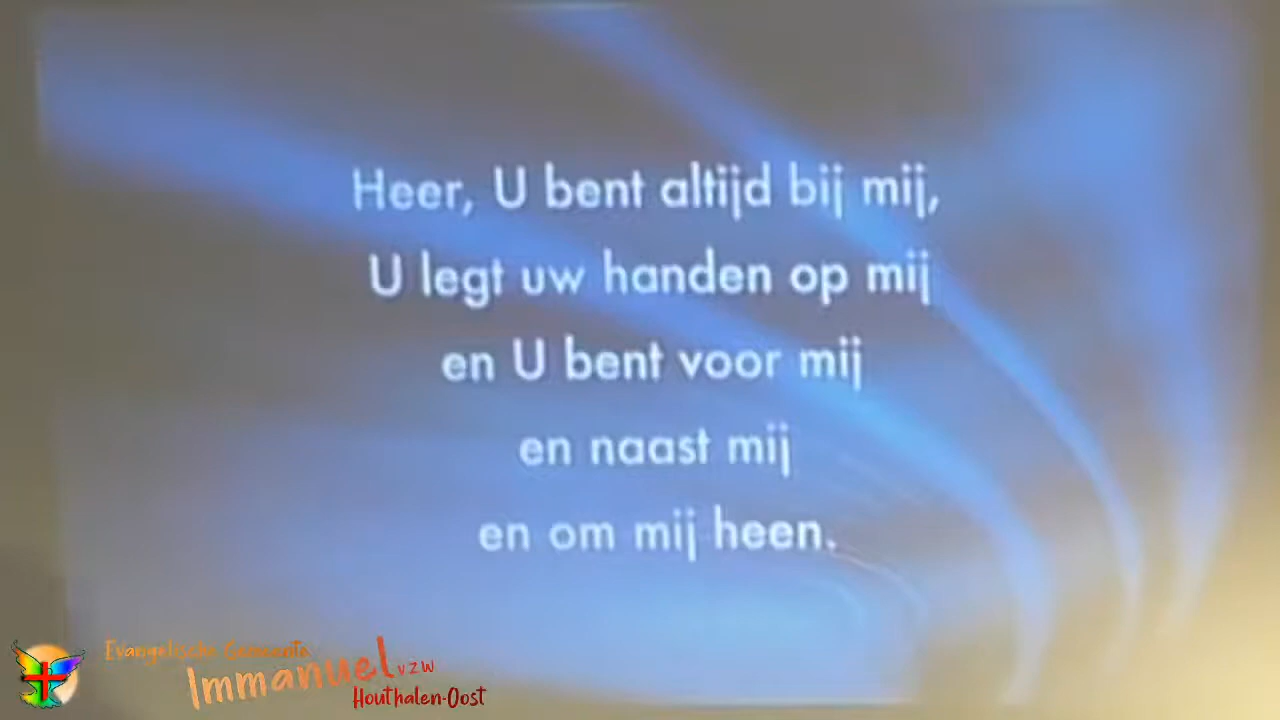 Heer, U bent altijd bij mij,
U legt uw handen op mij
en U bent voor mij
en naast mij
en om mij heen.
Evangelische Gemeente
Immanuel vzw
Houthalen-Oost